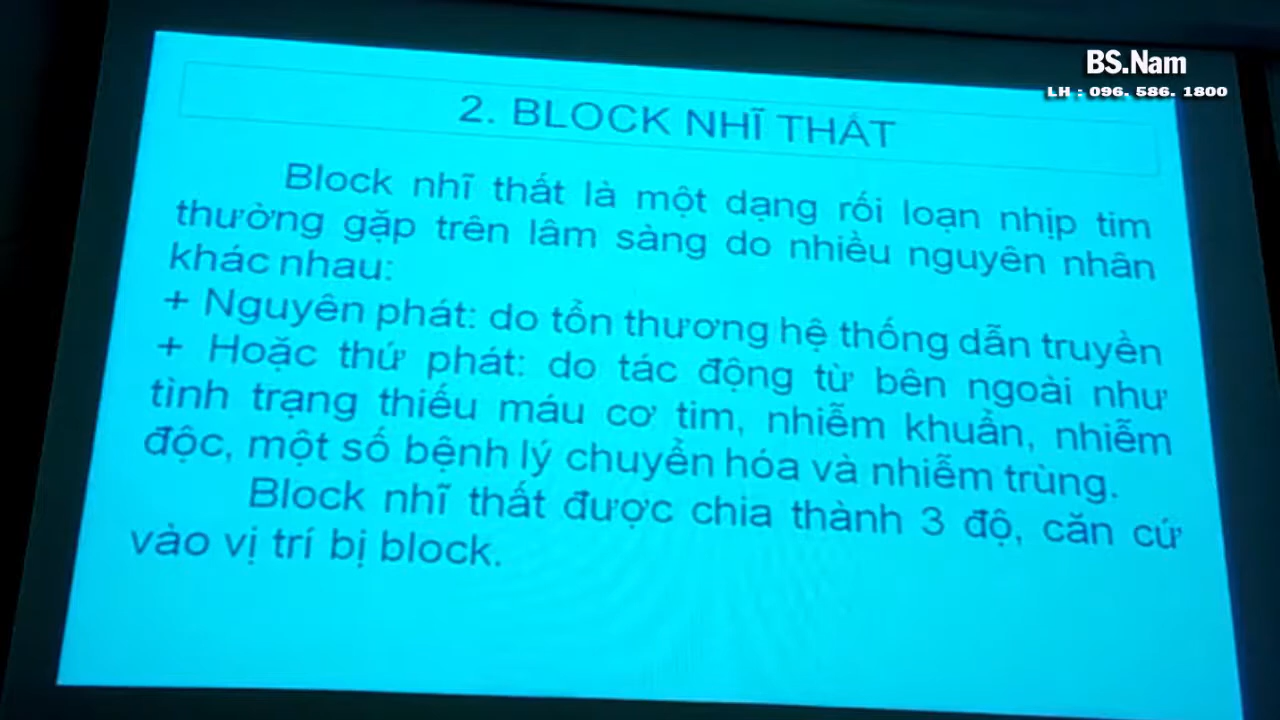 BS.Nam
LH : 096. 586. 1800
2. BLOCK NHĨ THẤT
Block nhĩ thất là một dạng rối loạn nhịp tim
thường gặp trên lâm sàng do nhiều nguyên nhân
khác nhau:
+ Nguyên phát: do tổn thương hệ thống dẫn truyền
+ Hoặc thứ phát: do tác động từ bên ngoài như
tình trạng thiếu máu cơ tim, nhiễm khuẩn, nhiễm
độc, một số bệnh lý chuyển hóa và nhiễm trùng.
Block nhĩ thất được chia thành 3 độ, căn cứ
vào vị trí bị block.